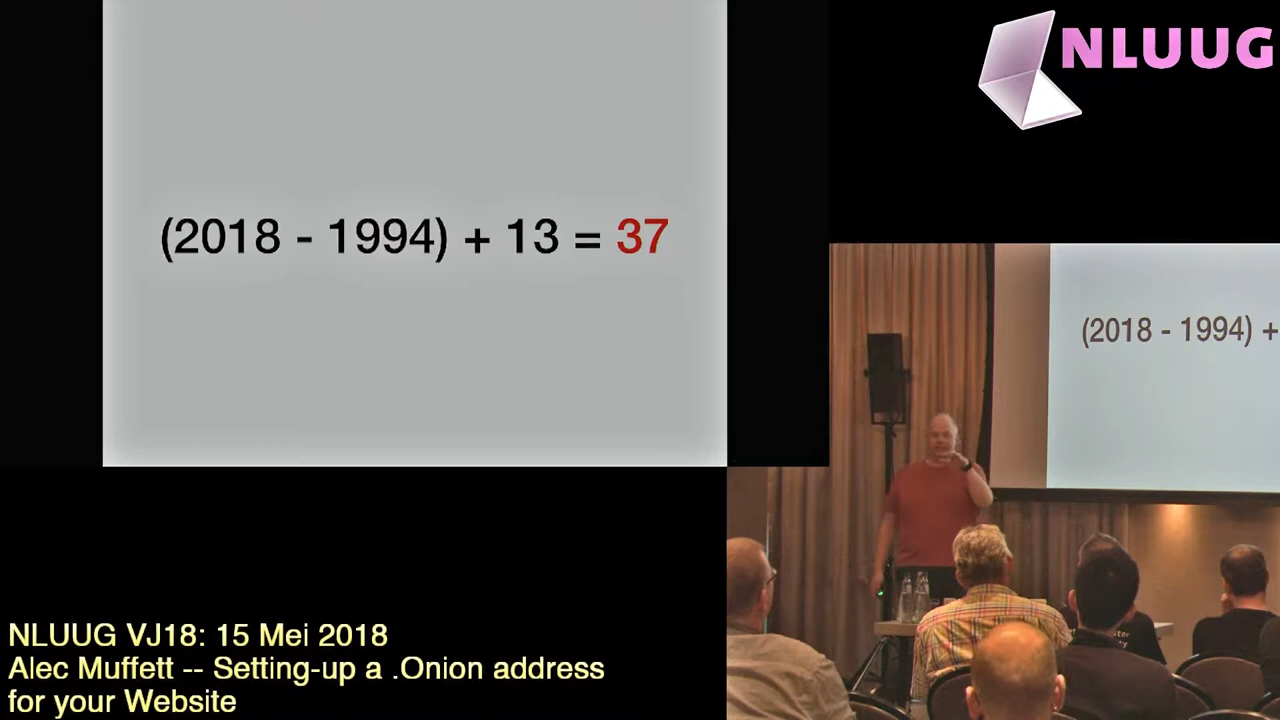 NLUUG
(2018 - 1994) + 13 = 37
(2018 - 1994) +
NLUUG VJ18: 15 Mei 2018
Alec Muffett -- Setting-up a .Onion address
for your Website